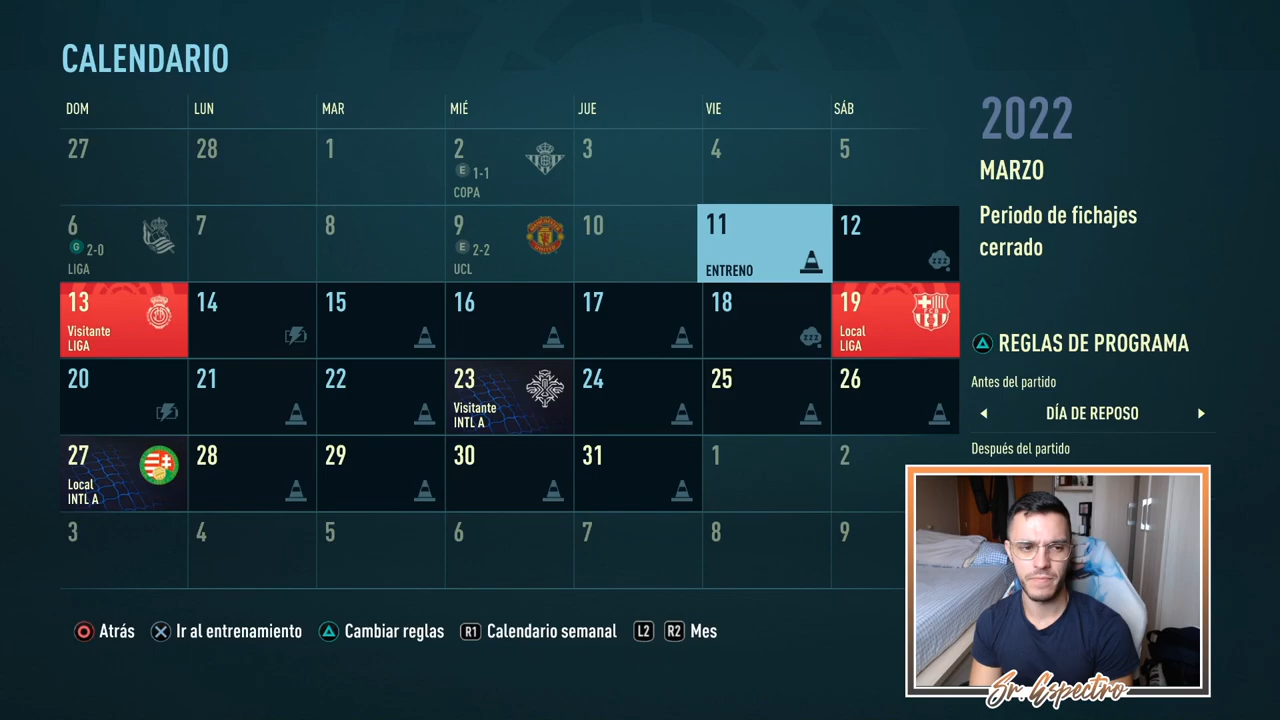 CALENDARIO
DOM LUN MAR MIÉ JUE VIE SÁB
27 28 1 2 3 4 5
E 1-1
COPA
6 7 8 9 10 11 12
G 2-0 E 2-2
LIGA UCL ENTRENO
zzz
13 14 15 16 17 18 19
Visitante Local
LIGA LIGA
zzz
20 21 22 23 24 25 26
Visitante
INTL A
27 28 29 30 31 1 2
Local
INTL A
3 4 5 6 7 8 9
2022
MARZO
Periodo de fichajes
cerrado
REGLAS DE PROGRAMA
Antes del partido
DÍA DE REPOSO
Después del partido
Atrás Ir al entrenamiento Cambiar reglas R1 Calendario semanal L2 R2 Mes
Sr. Espectro